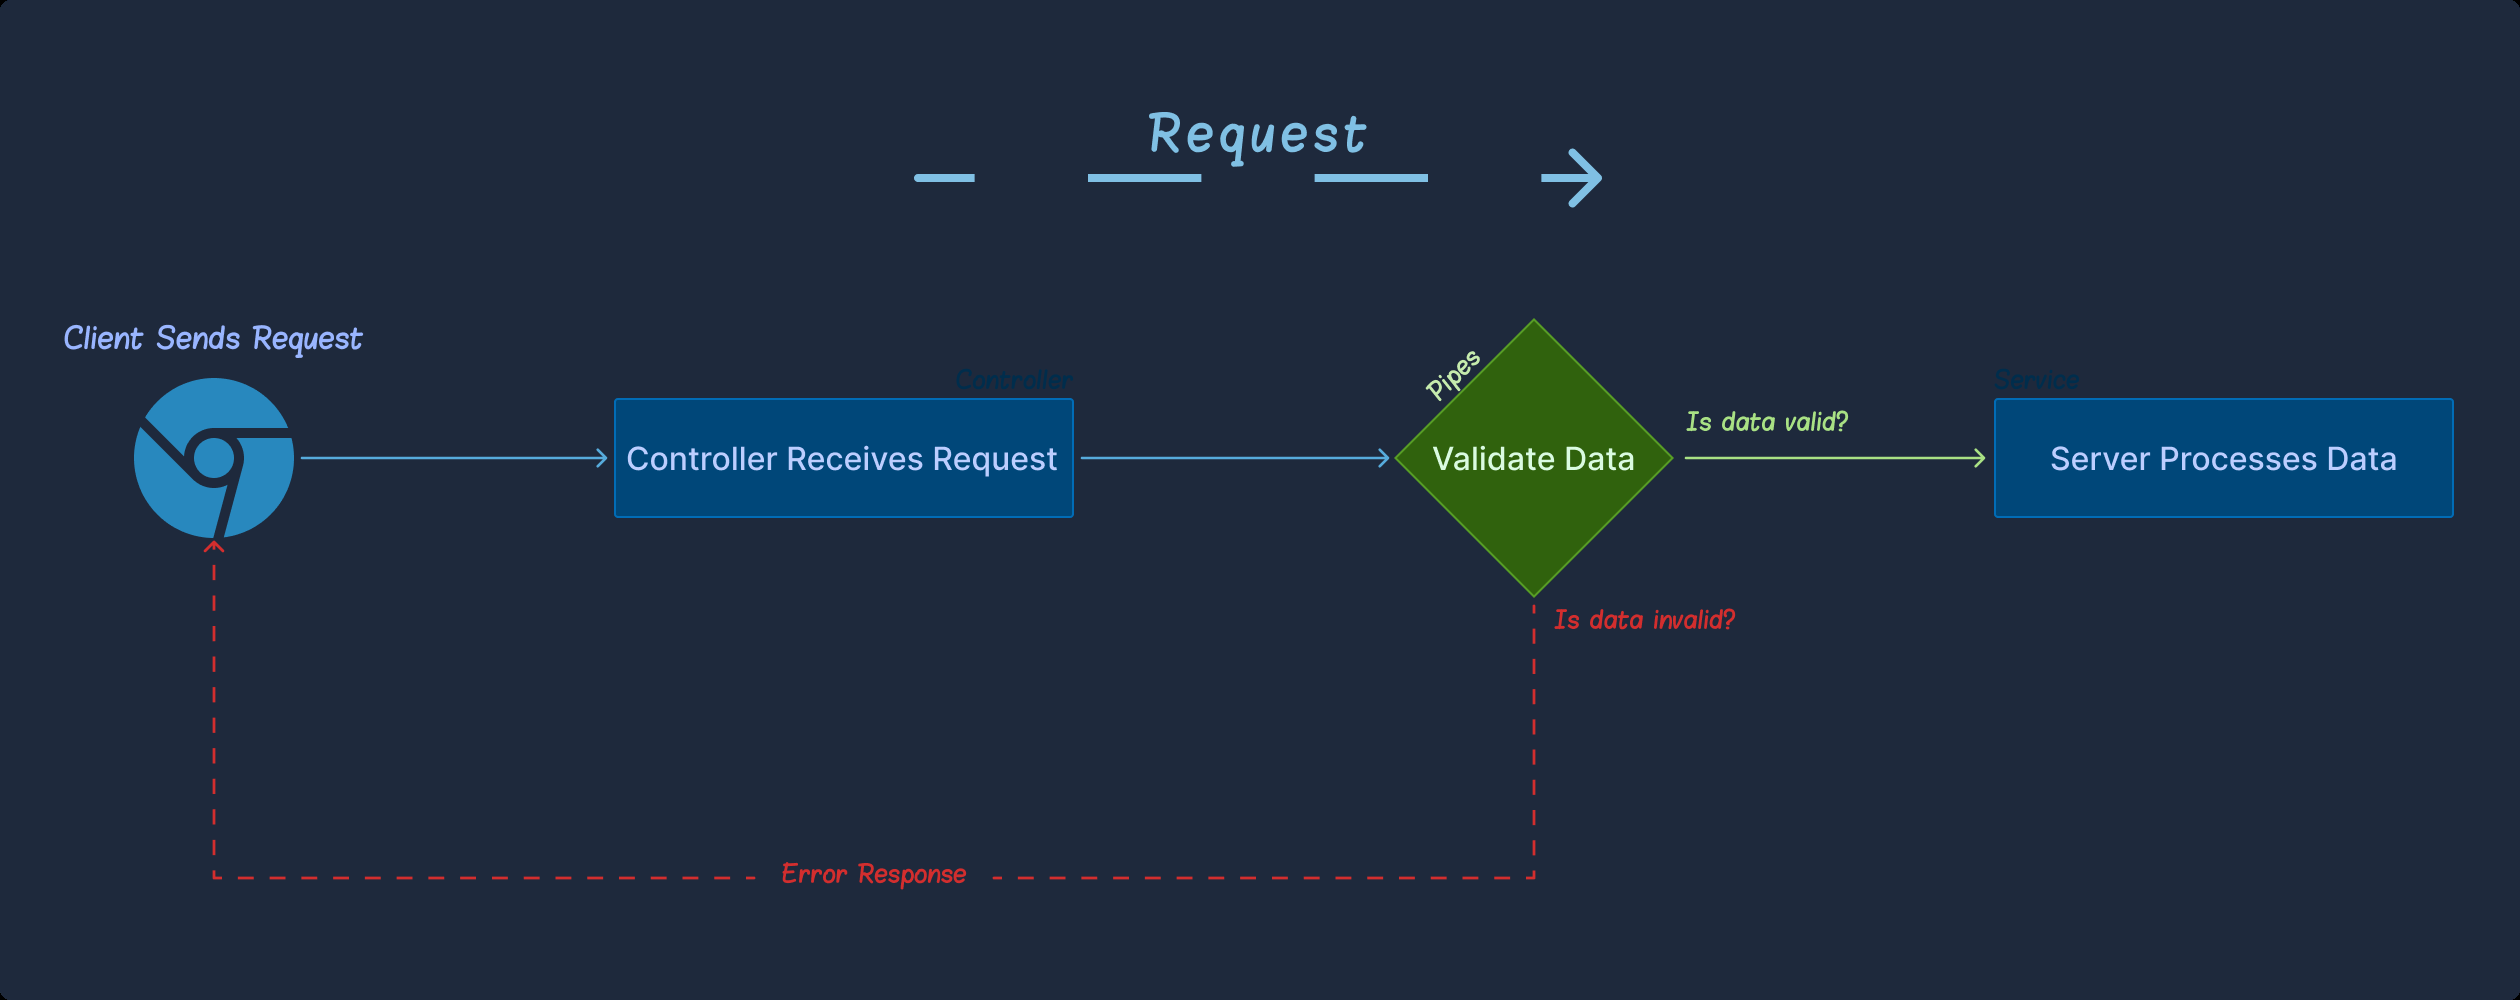 Request
Client Sends Request
Controller
Controller Receives Request
Pipes
Validate Data
Is data valid?
Service
Server Processes Data
Is data invalid?
Error Response